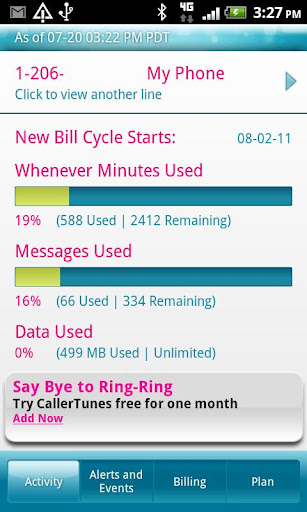 4G 3:27 PM
As of 07-20 03:22 PM PDT
1-206- My Phone
Click to view another line
New Bill Cycle Starts: 08-02-11
Whenever Minutes Used
19% (588 Used | 2412 Remaining)
Messages Used
16% (66 Used | 334 Remaining)
Data Used
0% (499 MB Used | Unlimited)
Say Bye to Ring-Ring
Try CallerTunes free for one month
Add Now
Activity Alerts and Events Billing Plan